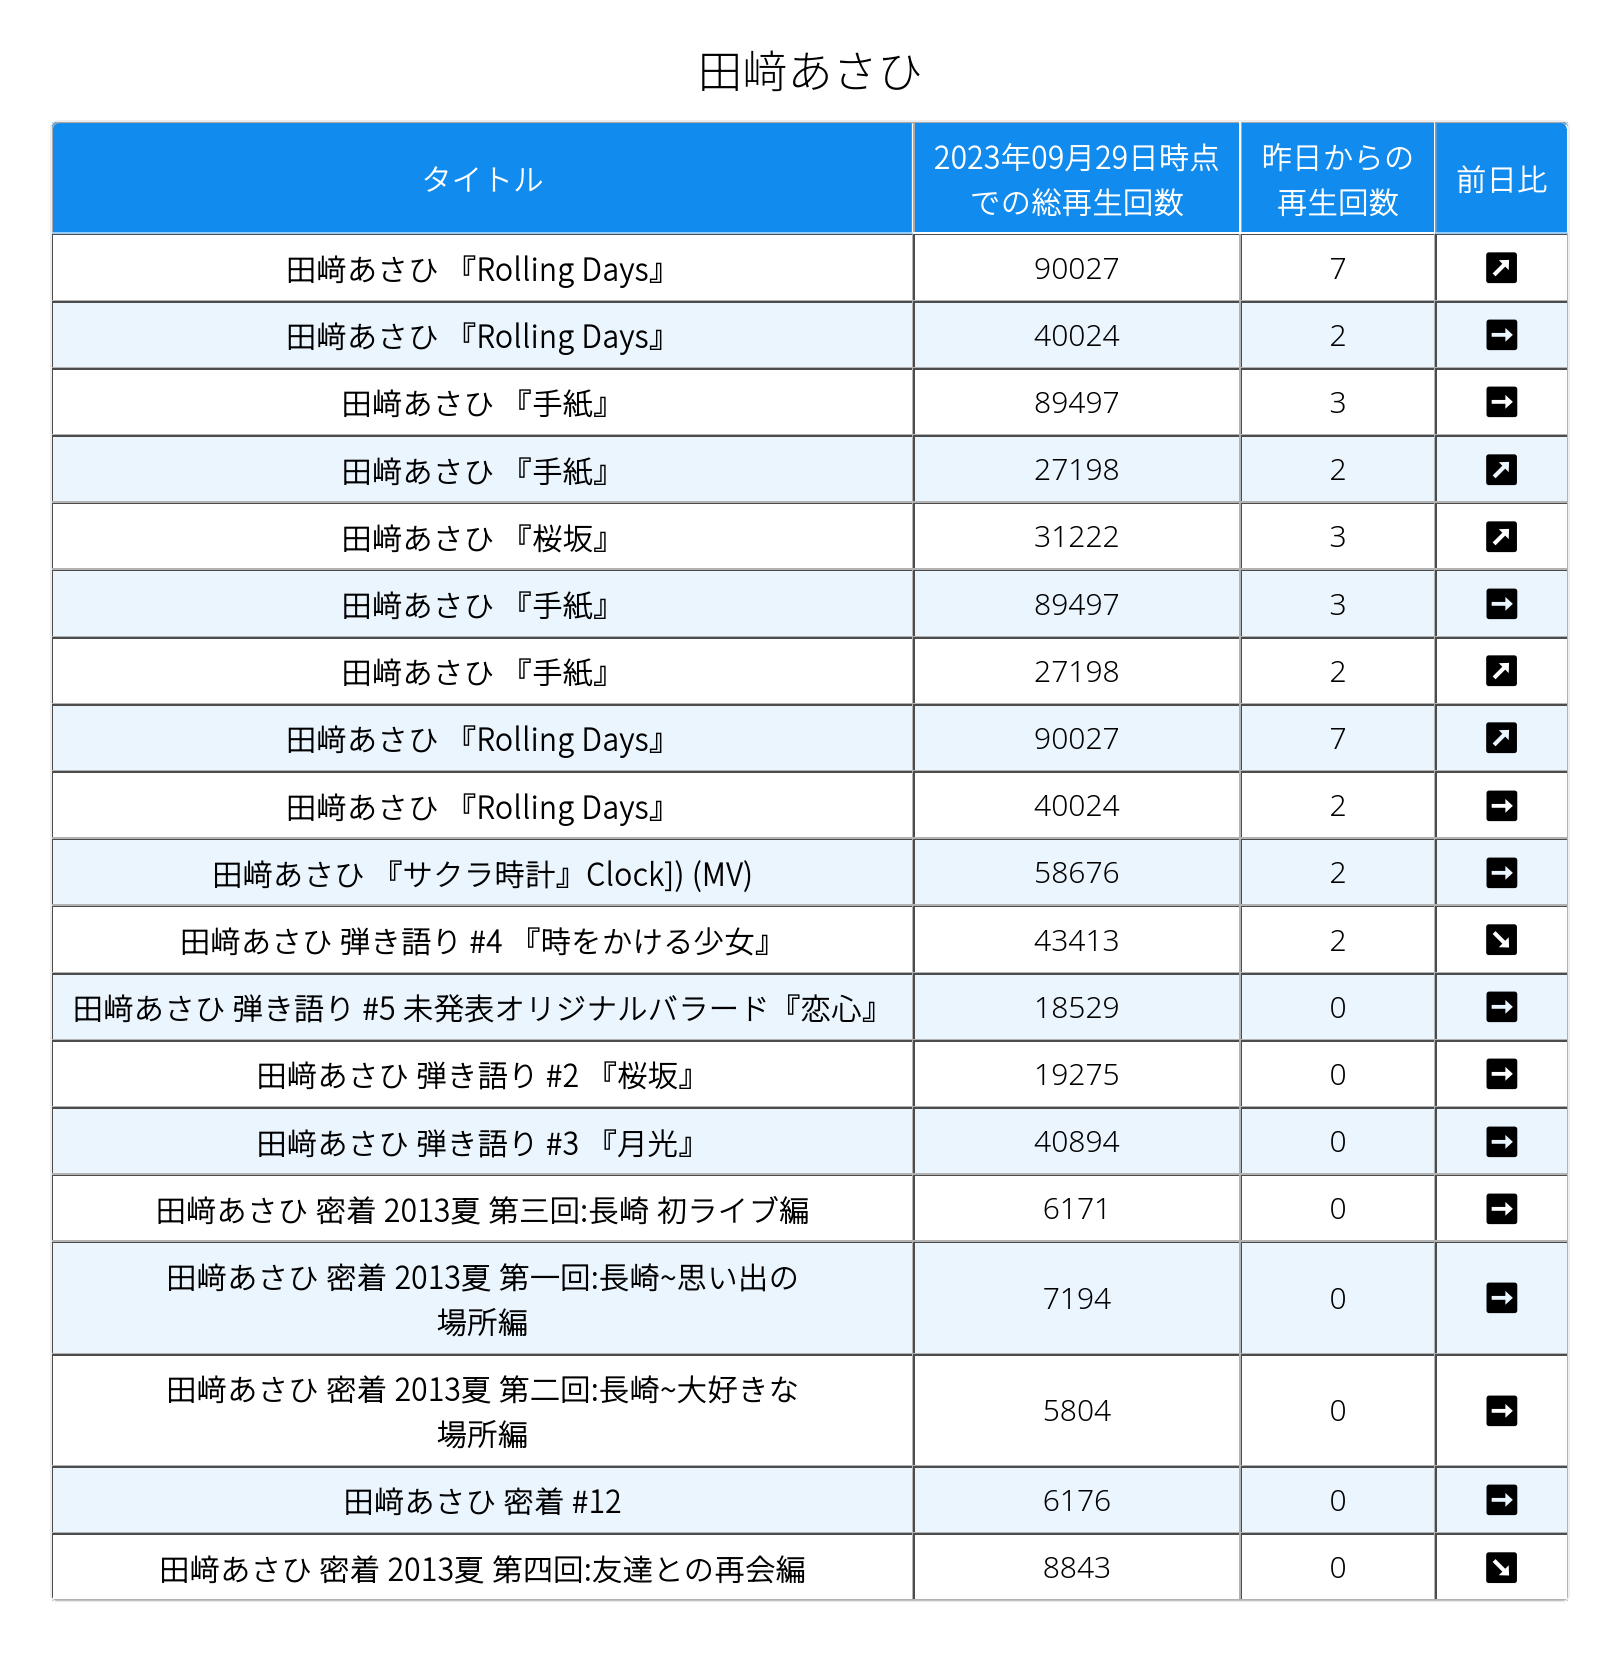 田﨑あさひ
タイトル
2023年09月29日時点
での総再生回数
昨日からの
再生回数
前日比
田﨑あさひ 『Rolling Days』 90027 7 ↗
田﨑あさひ 『Rolling Days』 40024 2 →
田﨑あさひ 『手紙』 89497 3 →
田﨑あさひ 『手紙』 27198 2 ↗
田﨑あさひ 『桜坂』 31222 3 ↗
田﨑あさひ 『手紙』 89497 3 →
田﨑あさひ 『手紙』 27198 2 ↗
田﨑あさひ 『Rolling Days』 90027 7 ↗
田﨑あさひ 『Rolling Days』 40024 2 →
田﨑あさひ 『サクラ時計』Clock]) (MV) 58676 2 →
田﨑あさひ 弾き語り #4 『時をかける少女』 43413 2 ↘
田﨑あさひ 弾き語り #5 未発表オリジナルバラード『恋心』 18529 0 →
田﨑あさひ 弾き語り #2 『桜坂』 19275 0 →
田﨑あさひ 弾き語り #3 『月光』 40894 0 →
田﨑あさひ 密着 2013夏 第三回:長崎 初ライブ編 6171 0 →
田﨑あさひ 密着 2013夏 第一回:長崎~思い出の
場所編 7194 0 →
田﨑あさひ 密着 2013夏 第二回:長崎~大好きな
場所編 5804 0 →
田﨑あさひ 密着 #12 6176 0 →
田﨑あさひ 密着 2013夏 第四回:友達との再会編 8843 0 ↘